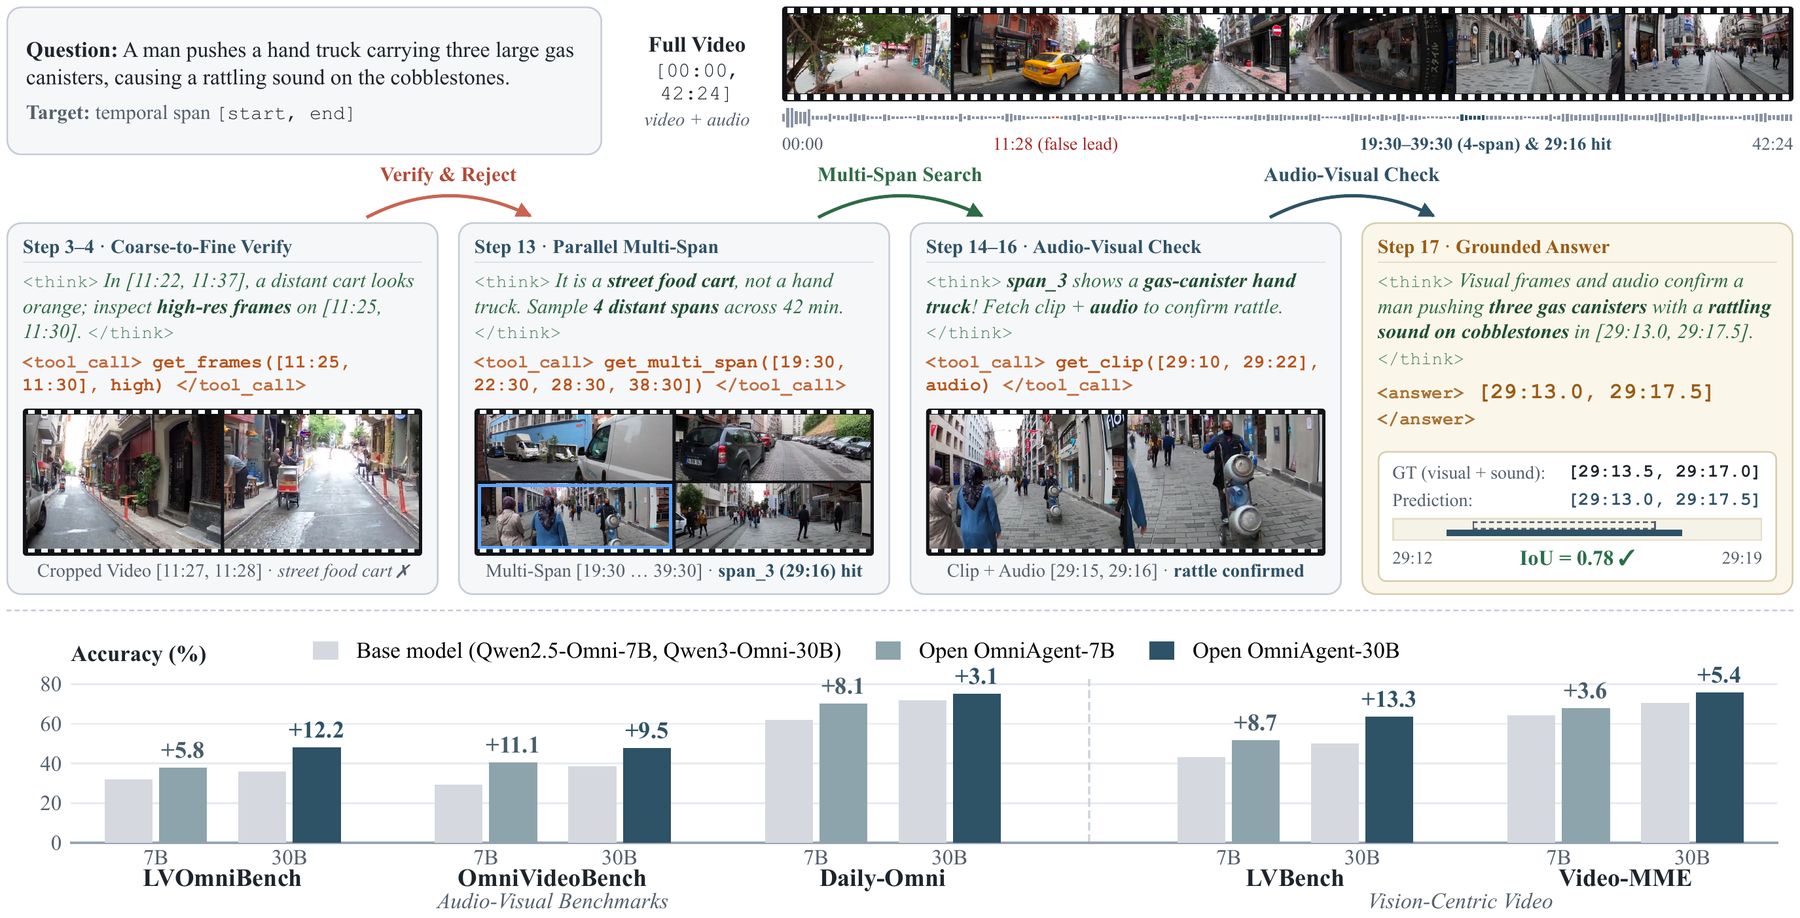 Question: A man pushes a hand truck carrying three large gas
canisters, causing a rattling sound on the cobblestones.
Target: temporal span [start, end]
Full Video
[00:00,
42:24]
video + audio
00:00
11:28 (false lead)
19:30–39:30 (4-span) & 29:16 hit
42:24
Verify & Reject
Multi-Span Search
Audio-Visual Check
Step 3–4 · Coarse-to-Fine Verify
<think> In [11:22, 11:37], a distant cart looks
orange; inspect high-res frames on [11:25,
11:30]. </think>
<tool_call> get_frames([11:25,
11:30], high) </tool_call>
Cropped Video [11:27, 11:28] · street food cart ✗
Step 13 · Parallel Multi-Span
<think> It is a street food cart, not a hand
truck. Sample 4 distant spans across 42 min.
</think>
<tool_call> get_multi_span([19:30,
22:30, 28:30, 38:30]) </tool_call>
Multi-Span [19:30 … 39:30] · span_3 (29:16) hit
Step 14–16 · Audio-Visual Check
<think> span_3 shows a gas-canister hand
truck! Fetch clip + audio to confirm rattle.
</think>
<tool_call> get_clip([29:10, 29:22],
audio) </tool_call>
Clip + Audio [29:15, 29:16] · rattle confirmed
Step 17 · Grounded Answer
<think> Visual frames and audio confirm a
man pushing three gas canisters with a rattling
sound on cobblestones in [29:13.0, 29:17.5].
</think>
<answer> [29:13.0, 29:17.5]
</answer>
GT (visual + sound): [29:13.5, 29:17.0]
Prediction: [29:13.0, 29:17.5]
29:12
IoU = 0.78 ✓
29:19
Accuracy (%)
Base model (Qwen2.5-Omni-7B, Qwen3-Omni-30B)
Open OmniAgent-7B
Open OmniAgent-30B
80
60
40
20
0
+5.8
+12.2
+11.1
+9.5
+8.1
+3.1
+8.7
+13.3
+3.6
+5.4
7B 30B 7B 30B 7B 30B 7B 30B 7B 30B
LVOmniBench OmniVideoBench Daily-Omni LVBench Video-MME
Audio-Visual Benchmarks Vision-Centric Video